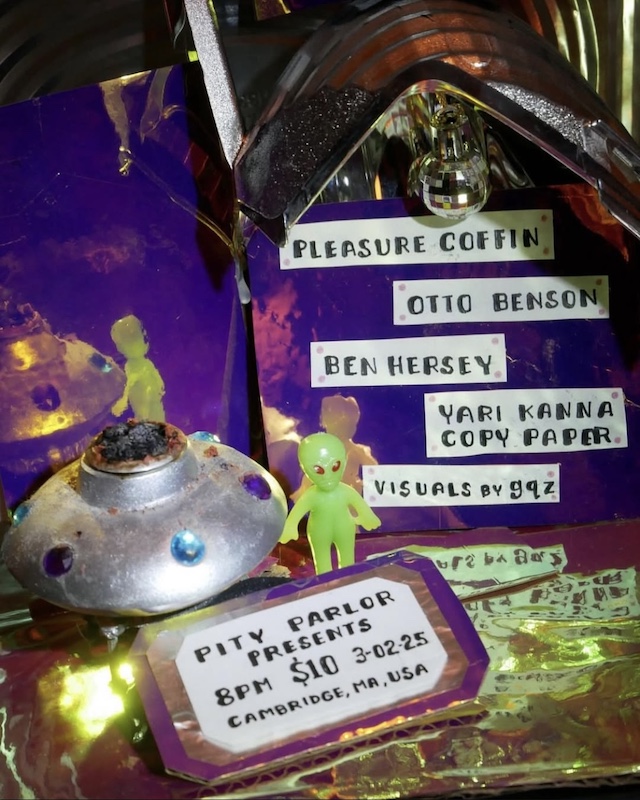 PLEASURE COFFIN
OTTO BENSON
BEN HERSEY
YARI KANNA
COPY PAPER
VISUALS BY gqz
PITY PARLOR
PRESENTS
8PM $10 3-02-25
CAMBRIDGE, MA, USA